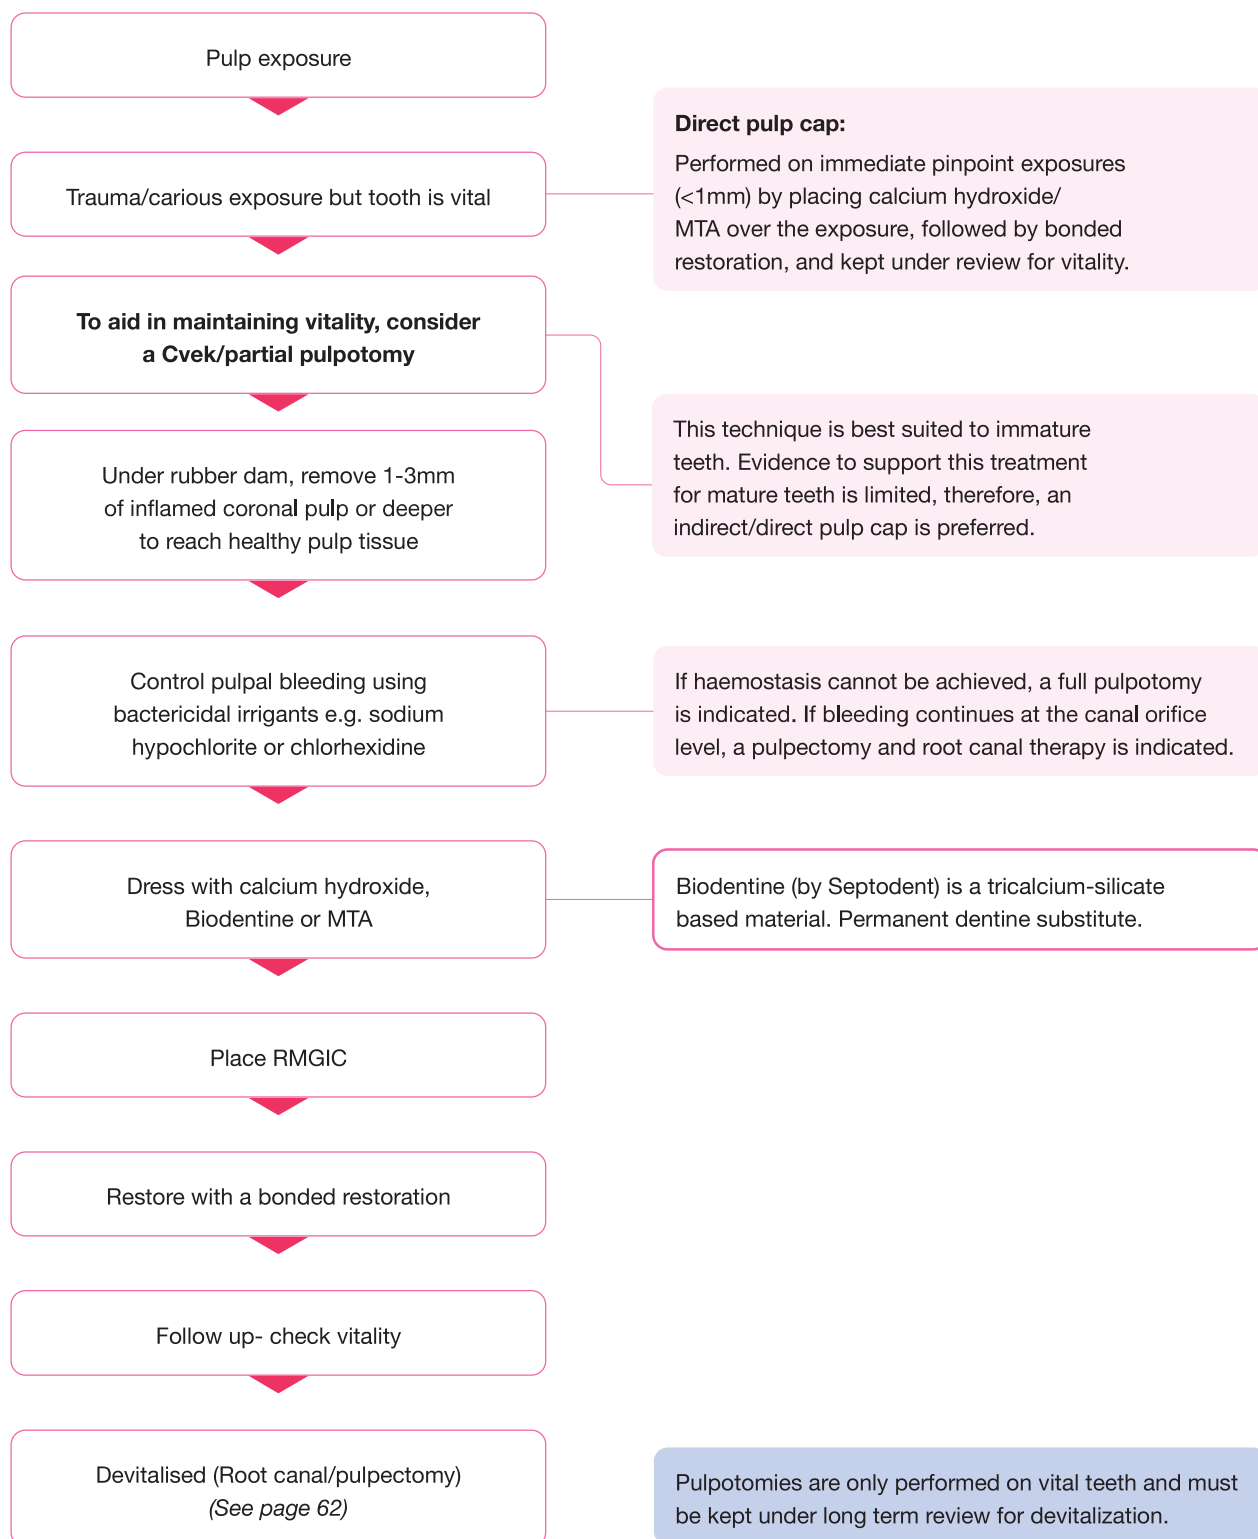 Pulp exposure
Trauma/carious exposure but tooth is vital
Direct pulp cap:
Performed on immediate pinpoint exposures
(<1mm) by placing calcium hydroxide/
MTA over the exposure, followed by bonded
restoration, and kept under review for vitality.
To aid in maintaining vitality, consider
a Cvek/partial pulpotomy
This technique is best suited to immature
teeth. Evidence to support this treatment
for mature teeth is limited, therefore, an
indirect/direct pulp cap is preferred.
Under rubber dam, remove 1-3mm
of inflamed coronal pulp or deeper
to reach healthy pulp tissue
Control pulpal bleeding using
bactericidal irrigants e.g. sodium
hypochlorite or chlorhexidine
If haemostasis cannot be achieved, a full pulpotomy
is indicated. If bleeding continues at the canal orifice
level, a pulpectomy and root canal therapy is indicated.
Dress with calcium hydroxide,
Biodentine or MTA
Biodentine (by Septodent) is a tricalcium-silicate
based material. Permanent dentine substitute.
Place RMGIC
Restore with a bonded restoration
Follow up- check vitality
Devitalised (Root canal/pulpectomy)
(See page 62)
Pulpotomies are only performed on vital teeth and must
be kept under long term review for devitalization.